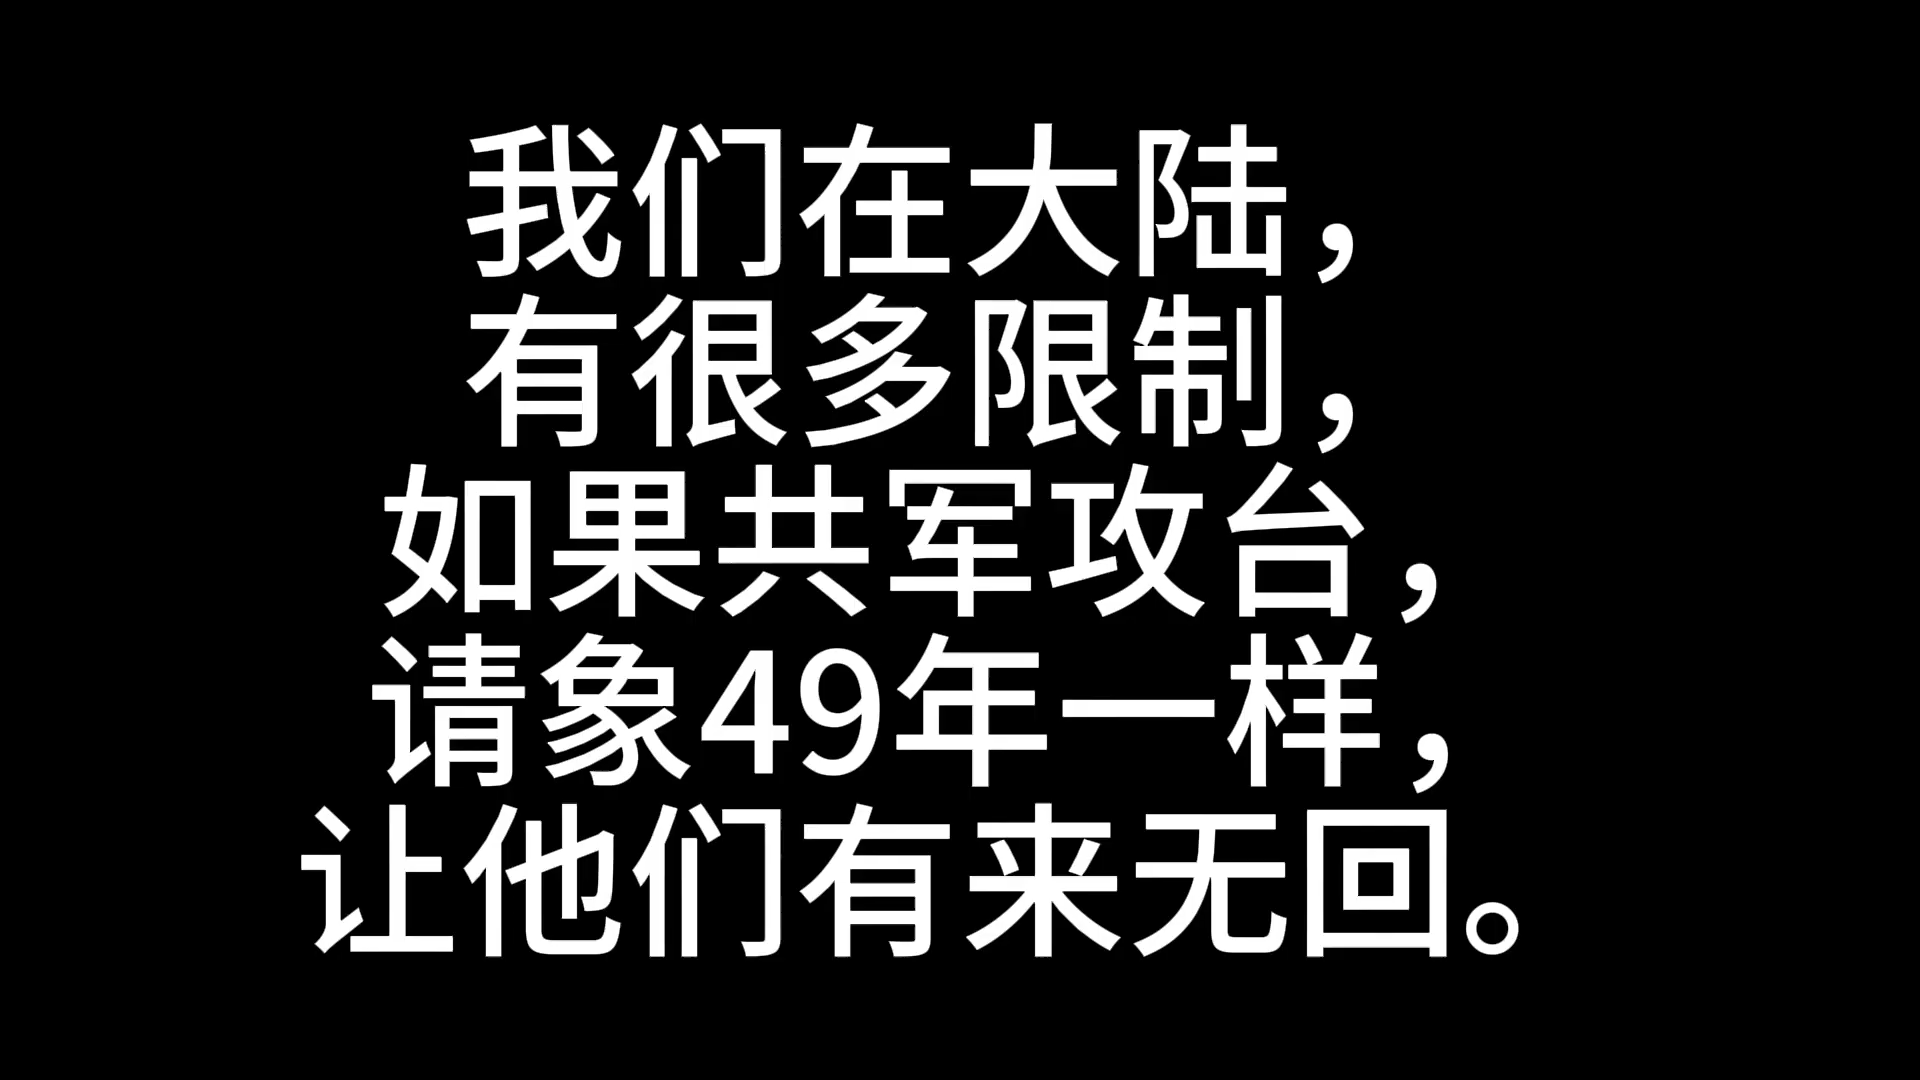 我们在大陆，
有很多限制，
如果共军攻台，
请象49年一样，
让他们有来无回。